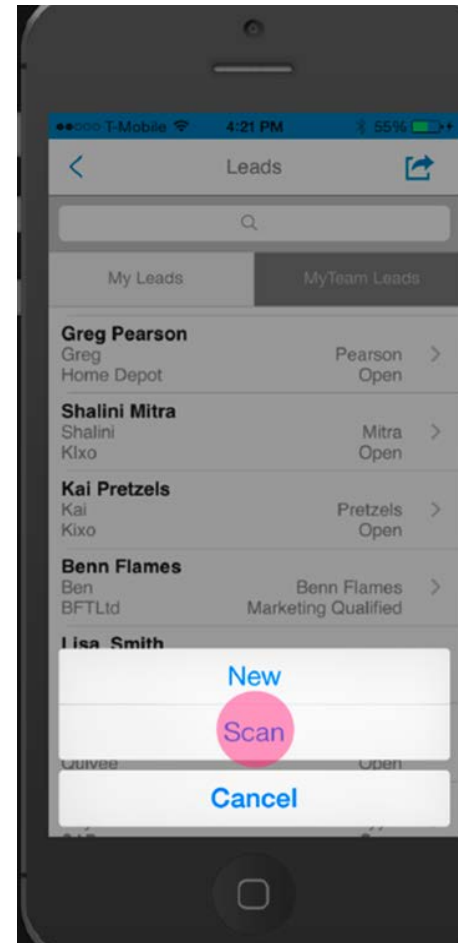 T-Mobile 4:21 PM 55%
Leads
My Leads MyTeam Leads
Greg Pearson
Greg Pearson
Home Depot Open
Shalini Mitra
Shalini Mitra
Klxo Open
Kai Pretzels
Kai Pretzels
Kixo Open
Benn Flames
Ben Benn Flames
BFTLtd Marketing Qualified
Lisa Smith
New
Scan
Quivee Open
Cancel